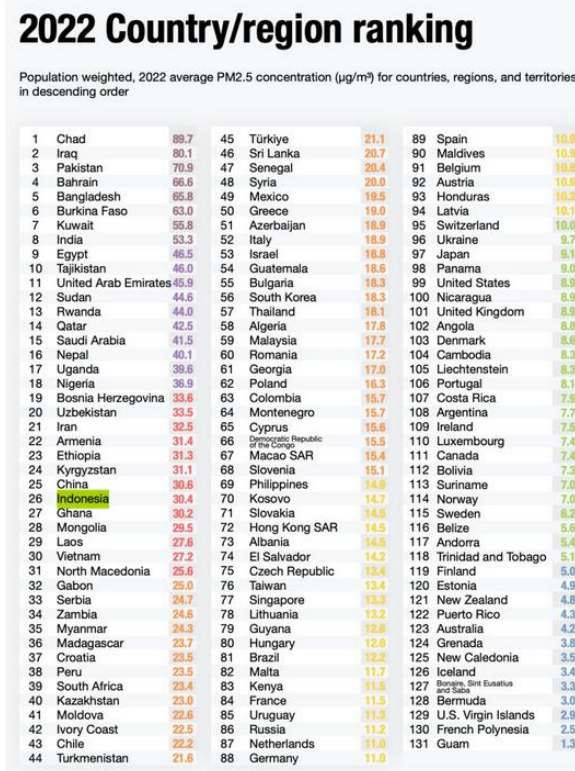 2022 Country/region ranking
Population weighted, 2022 average PM2.5 concentration (µg/m³) for countries, regions, and territories
in descending order
1 Chad 89.7
2 Iraq 80.1
3 Pakistan 70.9
4 Bahrain 66.6
5 Bangladesh 65.8
6 Burkina Faso 63.0
7 Kuwait 55.8
8 India 53.3
9 Egypt 46.5
10 Tajikistan 46.0
11 United Arab Emirates 45.9
12 Sudan 44.6
13 Rwanda 44.0
14 Qatar 42.5
15 Saudi Arabia 41.5
16 Nepal 40.1
17 Uganda 39.6
18 Nigeria 36.9
19 Bosnia Herzegovina 33.6
20 Uzbekistan 33.5
21 Iran 32.5
22 Armenia 31.4
23 Ethiopia 31.3
24 Kyrgyzstan 31.1
25 China 30.6
26 Indonesia 30.4
27 Ghana 30.2
28 Mongolia 29.5
29 Laos 27.6
30 Vietnam 27.2
31 North Macedonia 25.6
32 Gabon 25.0
33 Serbia 24.7
34 Zambia 24.6
35 Myanmar 24.3
36 Madagascar 23.7
37 Croatia 23.5
38 Peru 23.5
39 South Africa 23.4
40 Kazakhstan 23.0
41 Moldova 22.6
42 Ivory Coast 22.5
43 Chile 22.2
44 Turkmenistan 21.6
45 Türkiye 21.1
46 Sri Lanka 20.7
47 Senegal 20.4
48 Syria 20.0
49 Mexico 19.5
50 Greece 19.0
51 Azerbaijan 18.9
52 Italy 18.9
53 Israel 18.8
54 Guatemala 18.6
55 Bulgaria 18.3
56 South Korea 18.3
57 Thailand 18.1
58 Algeria 17.8
59 Malaysia 17.7
60 Romania 17.2
61 Georgia 17.0
62 Poland 16.3
63 Colombia 15.7
64 Montenegro 15.7
65 Cyprus 15.6
66 Democratic Republic of the Congo 15.5
67 Macao SAR 15.4
68 Slovenia 15.1
69 Philippines 14.9
70 Kosovo 14.7
71 Slovakia 14.5
72 Hong Kong SAR 14.5
73 Albania 14.5
74 El Salvador 14.2
75 Czech Republic 13.4
76 Taiwan 13.4
77 Singapore 13.3
78 Lithuania 13.2
79 Guyana 12.6
80 Hungary 12.6
81 Brazil 12.2
82 Malta 11.7
83 Kenya 11.5
84 France 11.5
85 Uruguay 11.3
86 Russia 11.2
87 Netherlands 11.0
88 Germany 11.0
89 Spain 10.9
90 Maldives 10.9
91 Belgium 10.8
92 Austria 10.6
93 Honduras 10.2
94 Latvia 10.1
95 Switzerland 10.0
96 Ukraine 9.7
97 Japan 9.1
98 Panama 9.0
99 United States 8.9
100 Nicaragua 8.9
101 United Kingdom 8.9
102 Angola 8.8
103 Denmark 8.6
104 Cambodia 8.3
105 Liechtenstein 8.3
106 Portugal 8.1
107 Costa Rica 7.9
108 Argentina 7.7
109 Ireland 7.5
110 Luxembourg 7.4
111 Canada 7.4
112 Bolivia 7.3
113 Suriname 7.0
114 Norway 7.0
115 Sweden 6.2
116 Belize 5.6
117 Andorra 5.4
118 Trinidad and Tobago 5.1
119 Finland 5.0
120 Estonia 4.9
121 New Zealand 4.8
122 Puerto Rico 4.3
123 Australia 4.2
124 Grenada 3.8
125 New Caledonia 3.5
126 Iceland 3.4
127 Bonaire, Sint Eustatius and Saba 3.3
128 Bermuda 3.0
129 U.S. Virgin Islands 2.9
130 French Polynesia 2.5
131 Guam 1.3